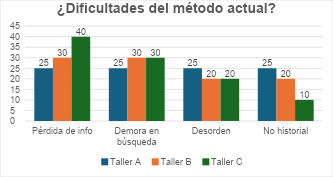 ¿Dificultades del método actual?
45
40
35
30
25
20
15
10
5
0
25 30 40
25 30 30
25 20 20
25 20 10
Pérdida de info
Demora en
búsqueda
Desorden
No historial
Taller A Taller B Taller C